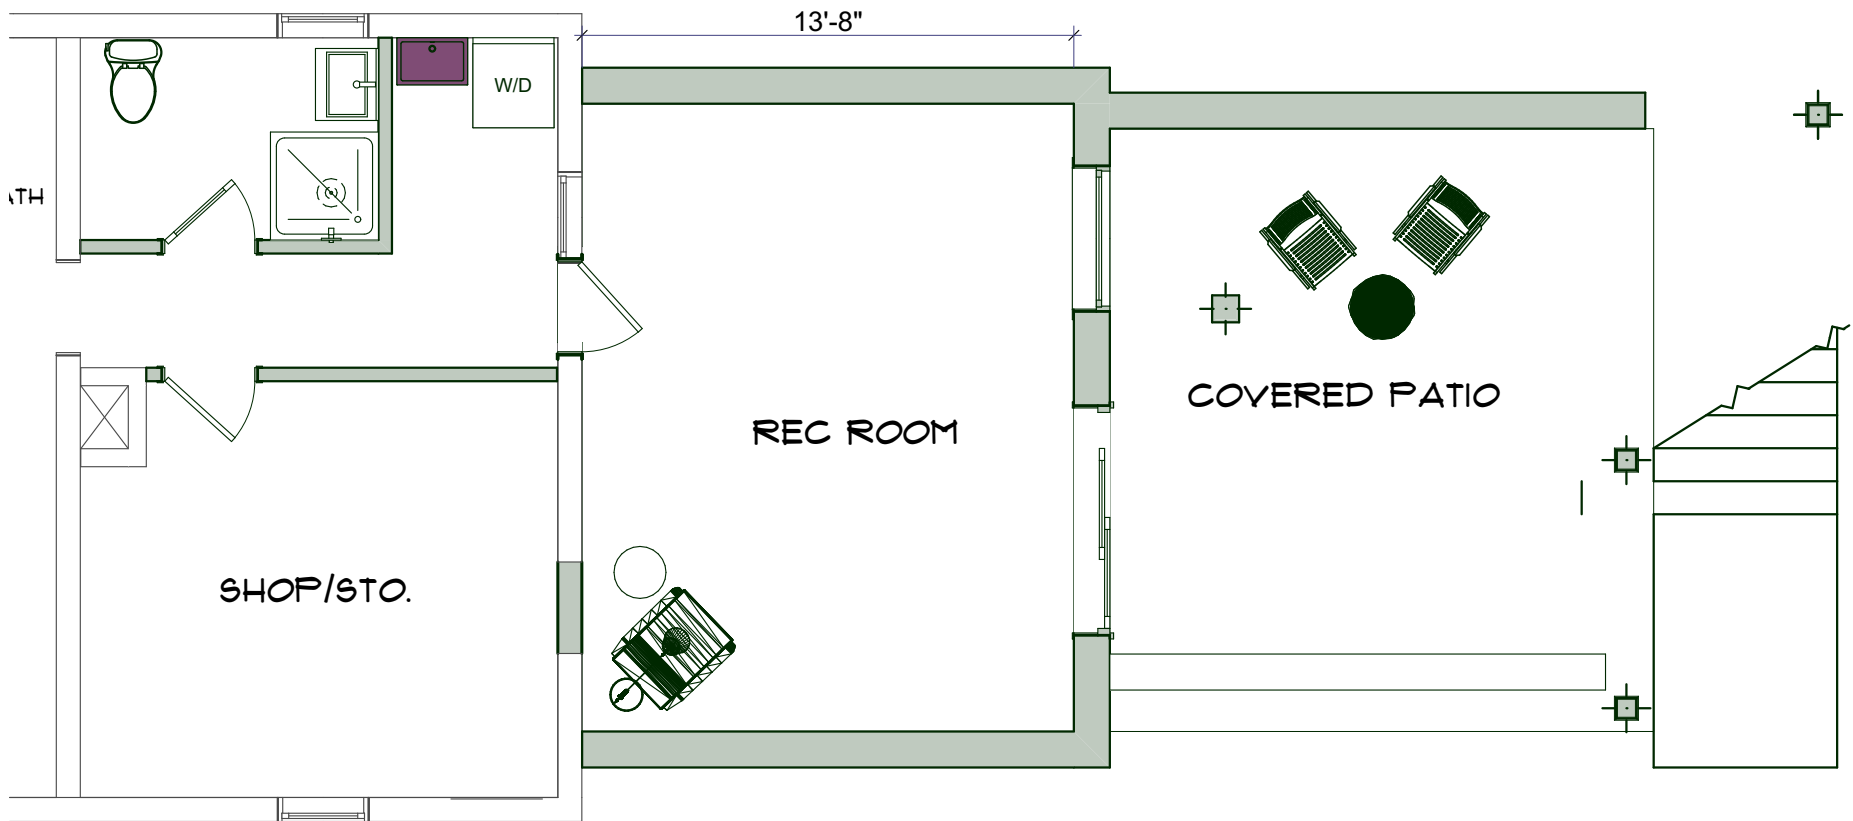 13'-8"
W/D
ATH
COVERED PATIO
REC ROOM
SHOP/STO.